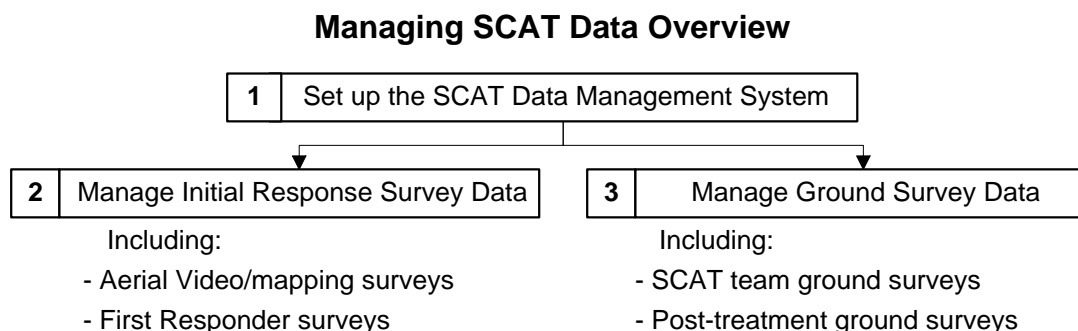 Managing SCAT Data Overview
1 Set up the SCAT Data Management System
2 Manage Initial Response Survey Data
Including:
- Aerial Video/mapping surveys
- First Responder surveys
3 Manage Ground Survey Data
Including:
- SCAT team ground surveys
- Post-treatment ground surveys